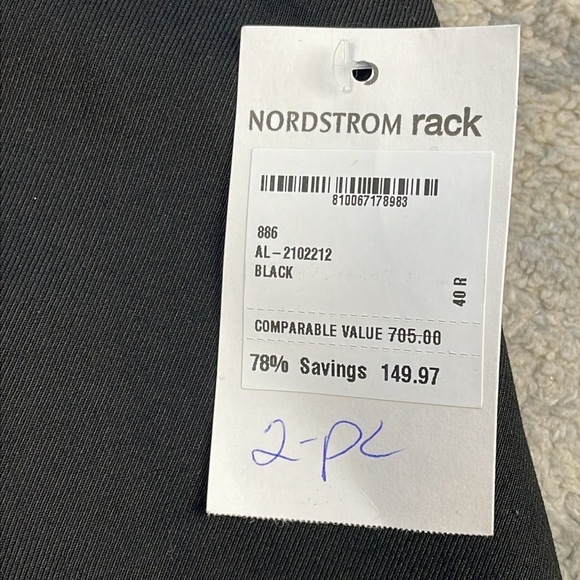 NORDSTROM rack
810067178983
886
AL-2102212
BLACK
40 R
COMPARABLE VALUE 705.00
78% Savings 149.97
2-pc